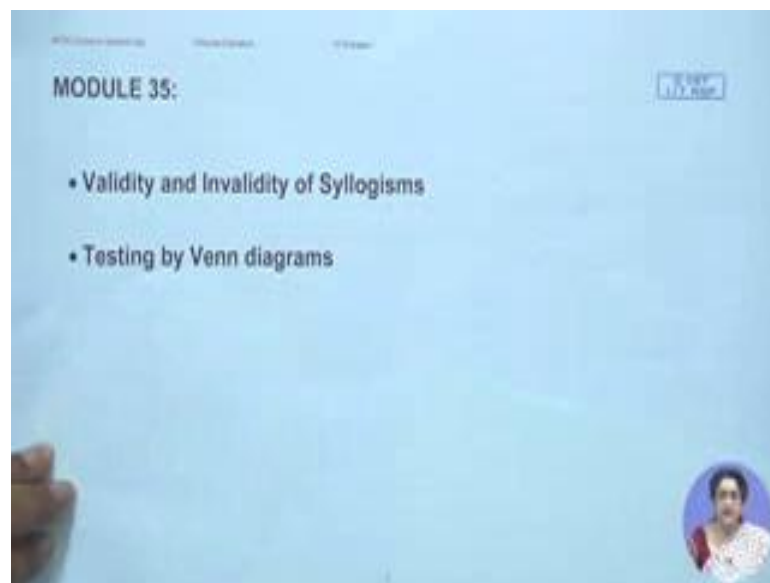 MODULE 35:
• Validity and Invalidity of Syllogisms
• Testing by Venn diagrams